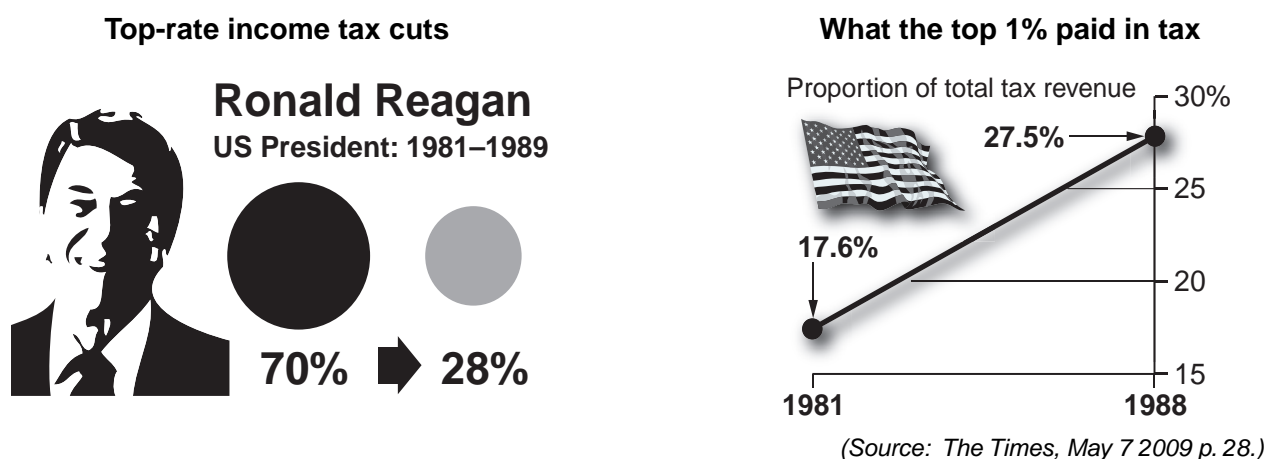 Top-rate income tax cuts
Ronald Reagan
US President: 1981–1989
70%
28%
What the top 1% paid in tax
Proportion of total tax revenue
30%
27.5%
25
17.6%
20
15
1981
1988
(Source: The Times, May 7 2009 p. 28.)